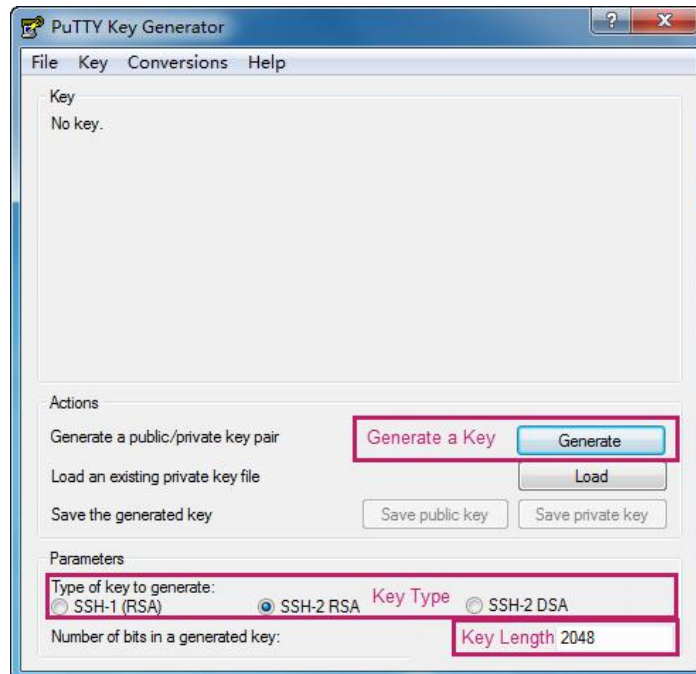 PuTTY Key Generator
File Key Conversions Help
Key
No key.
Actions
Generate a public/private key pair Generate a Key Generate
Load an existing private key file Load
Save the generated key Save public key Save private key
Parameters
Type of key to generate:
SSH-1 (RSA) SSH-2 RSA Key Type SSH-2 DSA
Number of bits in a generated key: Key Length 2048